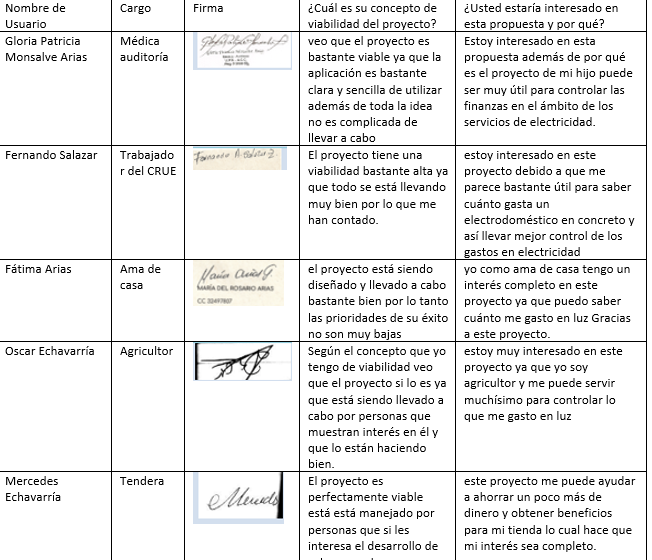 Nombre de
Usuario
Cargo
Firma
¿Cuál es su concepto de
viabilidad del proyecto?
¿Usted estaría interesado en
esta propuesta y por qué?
Gloria Patricia
Monsalve Arias
Médica
auditoría
veo que el proyecto es
bastante viable ya que la
aplicación es bastante
clara y sencilla de utilizar
además de toda la idea
no es complicada de
llevar a cabo
Estoy interesado en esta
propuesta además de por qué
es el proyecto de mi hijo puede
ser muy útil para controlar las
finanzas en el ámbito de los
servicios de electricidad.
Fernando Salazar
Trabajado
r del CRUE
Fernando A. Salazar Z.
El proyecto tiene una
viabilidad bastante alta ya
que todo se está llevando
muy bien por lo que me
han contado.
estoy interesado en este
proyecto debido a que me
parece bastante útil para saber
cuánto gasta un
electrodoméstico en concreto y
así llevar mejor control de los
gastos en electricidad
Fátima Arias
Ama de
casa
María Arias G.
MARÍA DEL ROSARIO ARIAS
CC 32497807
el proyecto está siendo
diseñado y llevado a cabo
bastante bien por lo tanto
las prioridades de su éxito
no son muy bajas
yo como ama de casa tengo un
interés completo en este
proyecto ya que puedo saber
cuánto me gasto en luz Gracias
a este proyecto.
Oscar Echavarría
Agricultor
Según el concepto que yo
tengo de viabilidad veo
que el proyecto si lo es ya
que está siendo llevado a
cabo por personas que
muestran interés en él y
que lo están haciendo
bien.
estoy muy interesado en este
proyecto ya que yo soy
agricultor y me puede servir
muchísimo para controlar lo
que me gasto en luz
Mercedes
Echavarría
Tendera
El proyecto es
perfectamente viable
está está manejado por
personas que si les
interesa el desarrollo de
este proyecto me puede ayudar
a ahorrar un poco más de
dinero y obtener beneficios
para mi tienda lo cual hace que
mi interés sea completo.